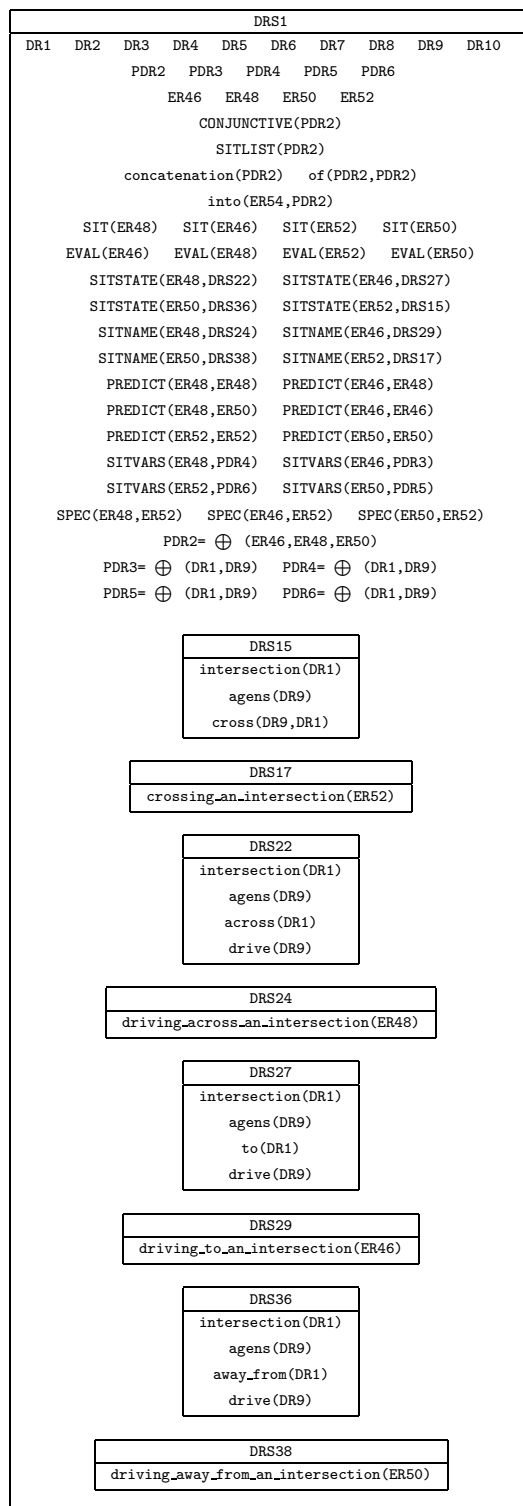 DRS1
DR1 DR2 DR3 DR4 DR5 DR6 DR7 DR8 DR9 DR10
PDR2 PDR3 PDR4 PDR5 PDR6
ER46 ER48 ER50 ER52
CONJUNCTIVE(PDR2)
SITLIST(PDR2)
concatenation(PDR2) of(PDR2,PDR2)
into(ER54,PDR2)
SIT(ER48) SIT(ER46) SIT(ER52) SIT(ER50)
EVAL(ER46) EVAL(ER48) EVAL(ER52) EVAL(ER50)
SITSTATE(ER48,DRS22) SITSTATE(ER46,DRS27)
SITSTATE(ER50,DRS36) SITSTATE(ER52,DRS15)
SITNAME(ER48,DRS24) SITNAME(ER46,DRS29)
SITNAME(ER50,DRS38) SITNAME(ER52,DRS17)
PREDICT(ER48,ER48) PREDICT(ER46,ER48)
PREDICT(ER48,ER50) PREDICT(ER46,ER46)
PREDICT(ER52,ER52) PREDICT(ER50,ER50)
SITVARS(ER48,PDR4) SITVARS(ER46,PDR3)
SITVARS(ER52,PDR6) SITVARS(ER50,PDR5)
SPEC(ER48,ER52) SPEC(ER46,ER52) SPEC(ER50,ER52)
PDR2= ⊕ (ER46,ER48,ER50)
PDR3= ⊕ (DR1,DR9) PDR4= ⊕ (DR1,DR9)
PDR5= ⊕ (DR1,DR9) PDR6= ⊕ (DR1,DR9)
DRS15
intersection(DR1)
agens(DR9)
cross(DR9,DR1)
DRS17
crossing_an_intersection(ER52)
DRS22
intersection(DR1)
agens(DR9)
across(DR1)
drive(DR9)
DRS24
driving_across_an_intersection(ER48)
DRS27
intersection(DR1)
agens(DR9)
to(DR1)
drive(DR9)
DRS29
driving_to_an_intersection(ER46)
DRS36
intersection(DR1)
agens(DR9)
away_from(DR1)
drive(DR9)
DRS38
driving_away_from_an_intersection(ER50)